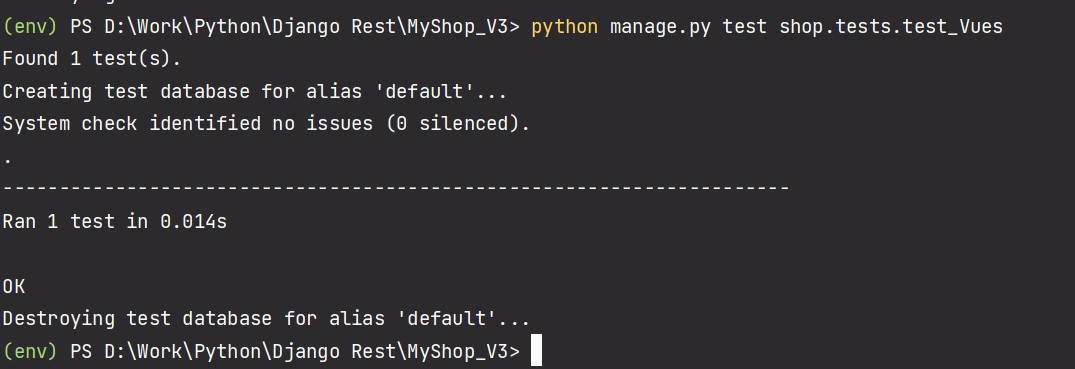 (env) PS D:\Work\Python\Django Rest\MyShop_V3> python manage.py test shop.tests.test_Vues
Found 1 test(s).
Creating test database for alias 'default'...
System check identified no issues (0 silenced).
.
----------------------------------------------------------------------
Ran 1 test in 0.014s

OK
Destroying test database for alias 'default'...
(env) PS D:\Work\Python\Django Rest\MyShop_V3>